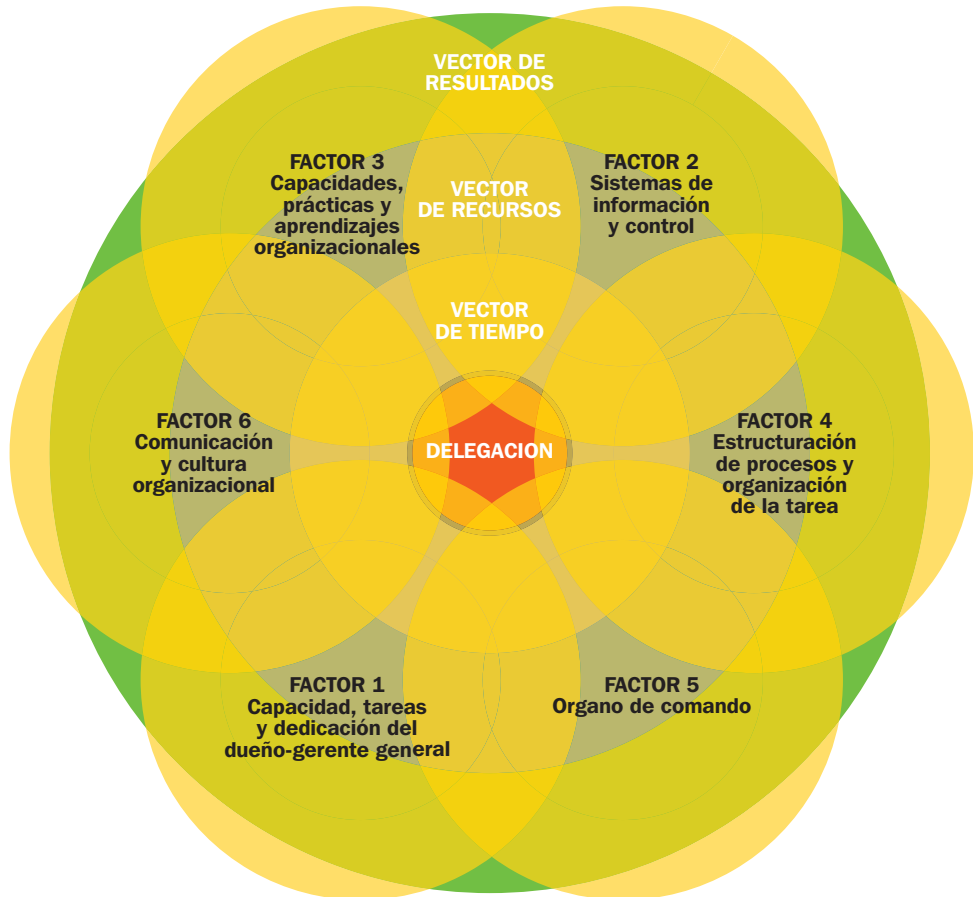 VECTOR DE
RESULTADOS
FACTOR 3
Capacidades,
prácticas y
aprendizajes
organizacionales
VECTOR
DE RECURSOS
FACTOR 2
Sistemas de
información
y control
VECTOR
DE TIEMPO
FACTOR 6
Comunicación
y cultura
organizacional
DELEGACION
FACTOR 4
Estructuración
de procesos y
organización
de la tarea
FACTOR 1
Capacidad, tareas
y dedicación del
dueño-gerente general
FACTOR 5
Organo de comando